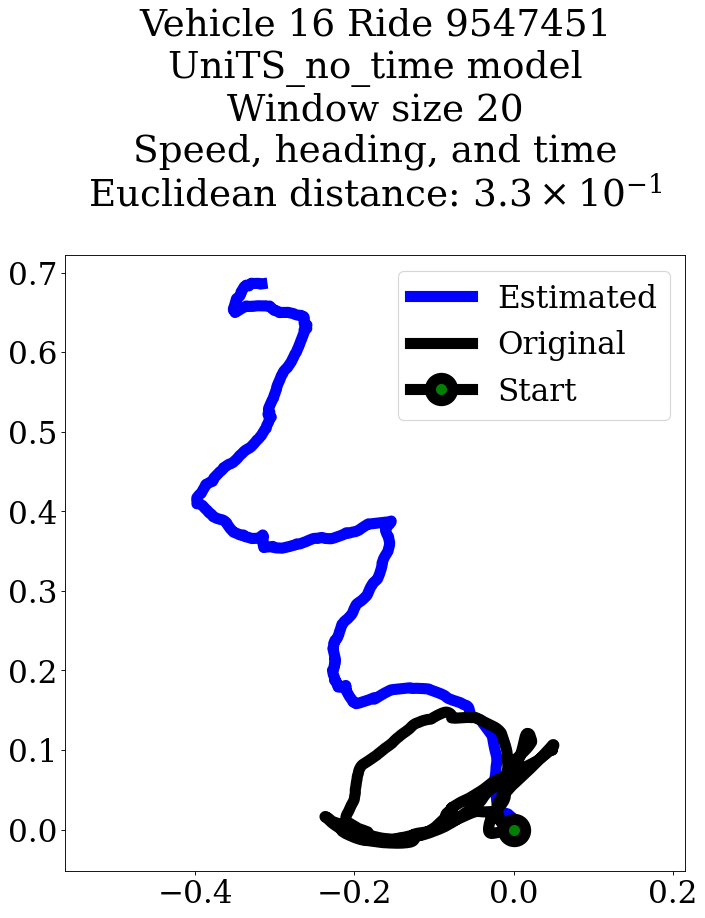 Vehicle 16 Ride 9547451
UniTS_no_time model
Window size 20
Speed, heading, and time
Euclidean distance: 3.3 × 10⁻¹
Estimated
Original
Start
0.7
0.6
0.5
0.4
0.3
0.2
0.1
0.0
−0.4
−0.2
0.0
0.2